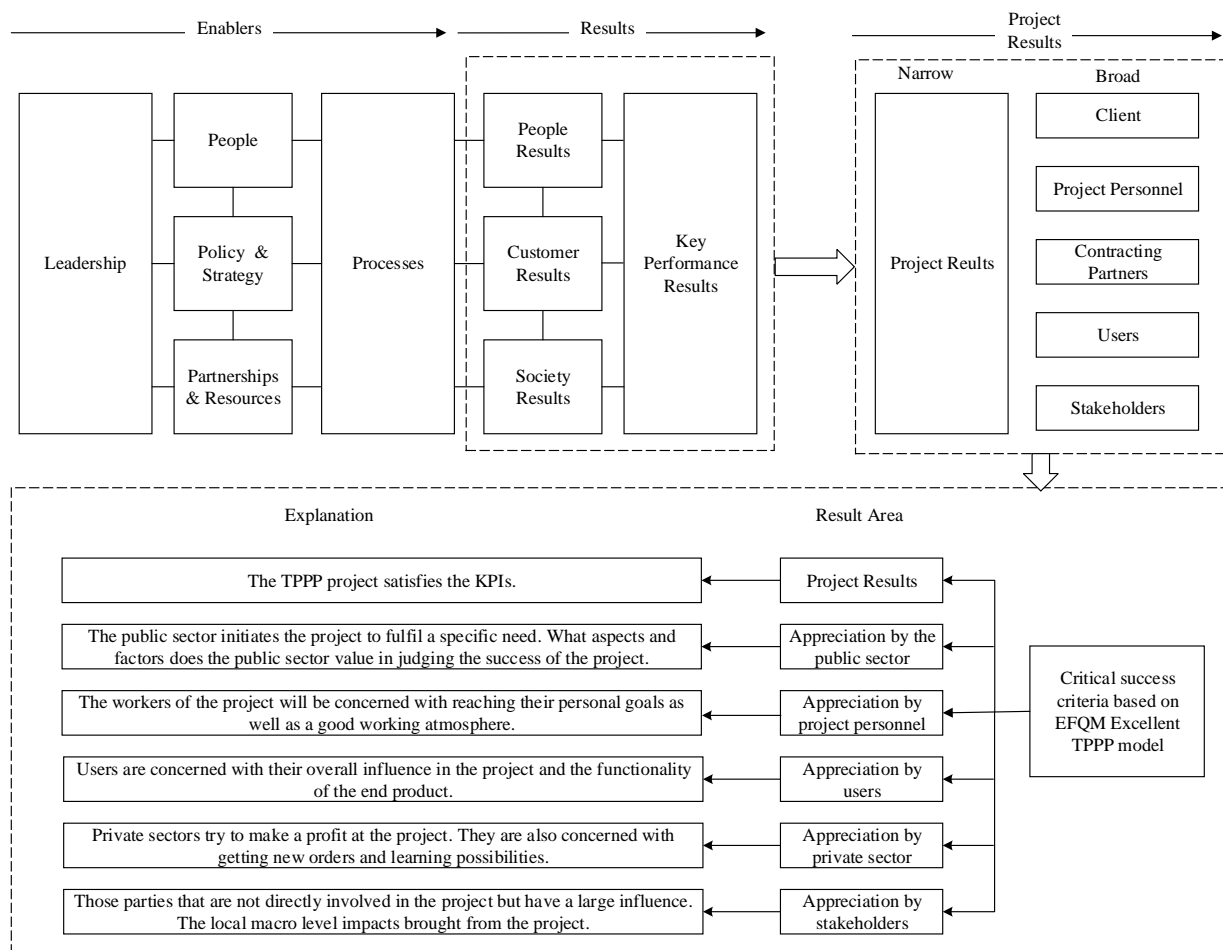 Enablers
Results
Project
Results
Leadership
People
Policy & 
Strategy
Partnerships
& Resources
Processes
People
Results
Customer
Results
Society
Results
Key
Performance
Results
Narrow
Broad
Project Reults
Client
Project Personnel
Contracting
Partners
Users
Stakeholders
Explanation
Result Area
The TPPP project satisfies the KPIs.
Project Results
The public sector initiates the project to fulfil a specific need. What aspects and
factors does the public sector value in judging the success of the project.
Appreciation by the
public sector
The workers of the project will be concerned with reaching their personal goals as
well as a good working atmosphere.
Appreciation by
project personnel
Users are concerned with their overall influence in the project and the functionality
of the end product.
Appreciation by
users
Private sectors try to make a profit at the project. They are also concerned with
getting new orders and learning possibilities.
Appreciation by
private sector
Those parties that are not directly involved in the project but have a large influence.
The local macro level impacts brought from the project.
Appreciation by
stakeholders
Critical success
criteria based on
EFQM Excellent
TPPP model